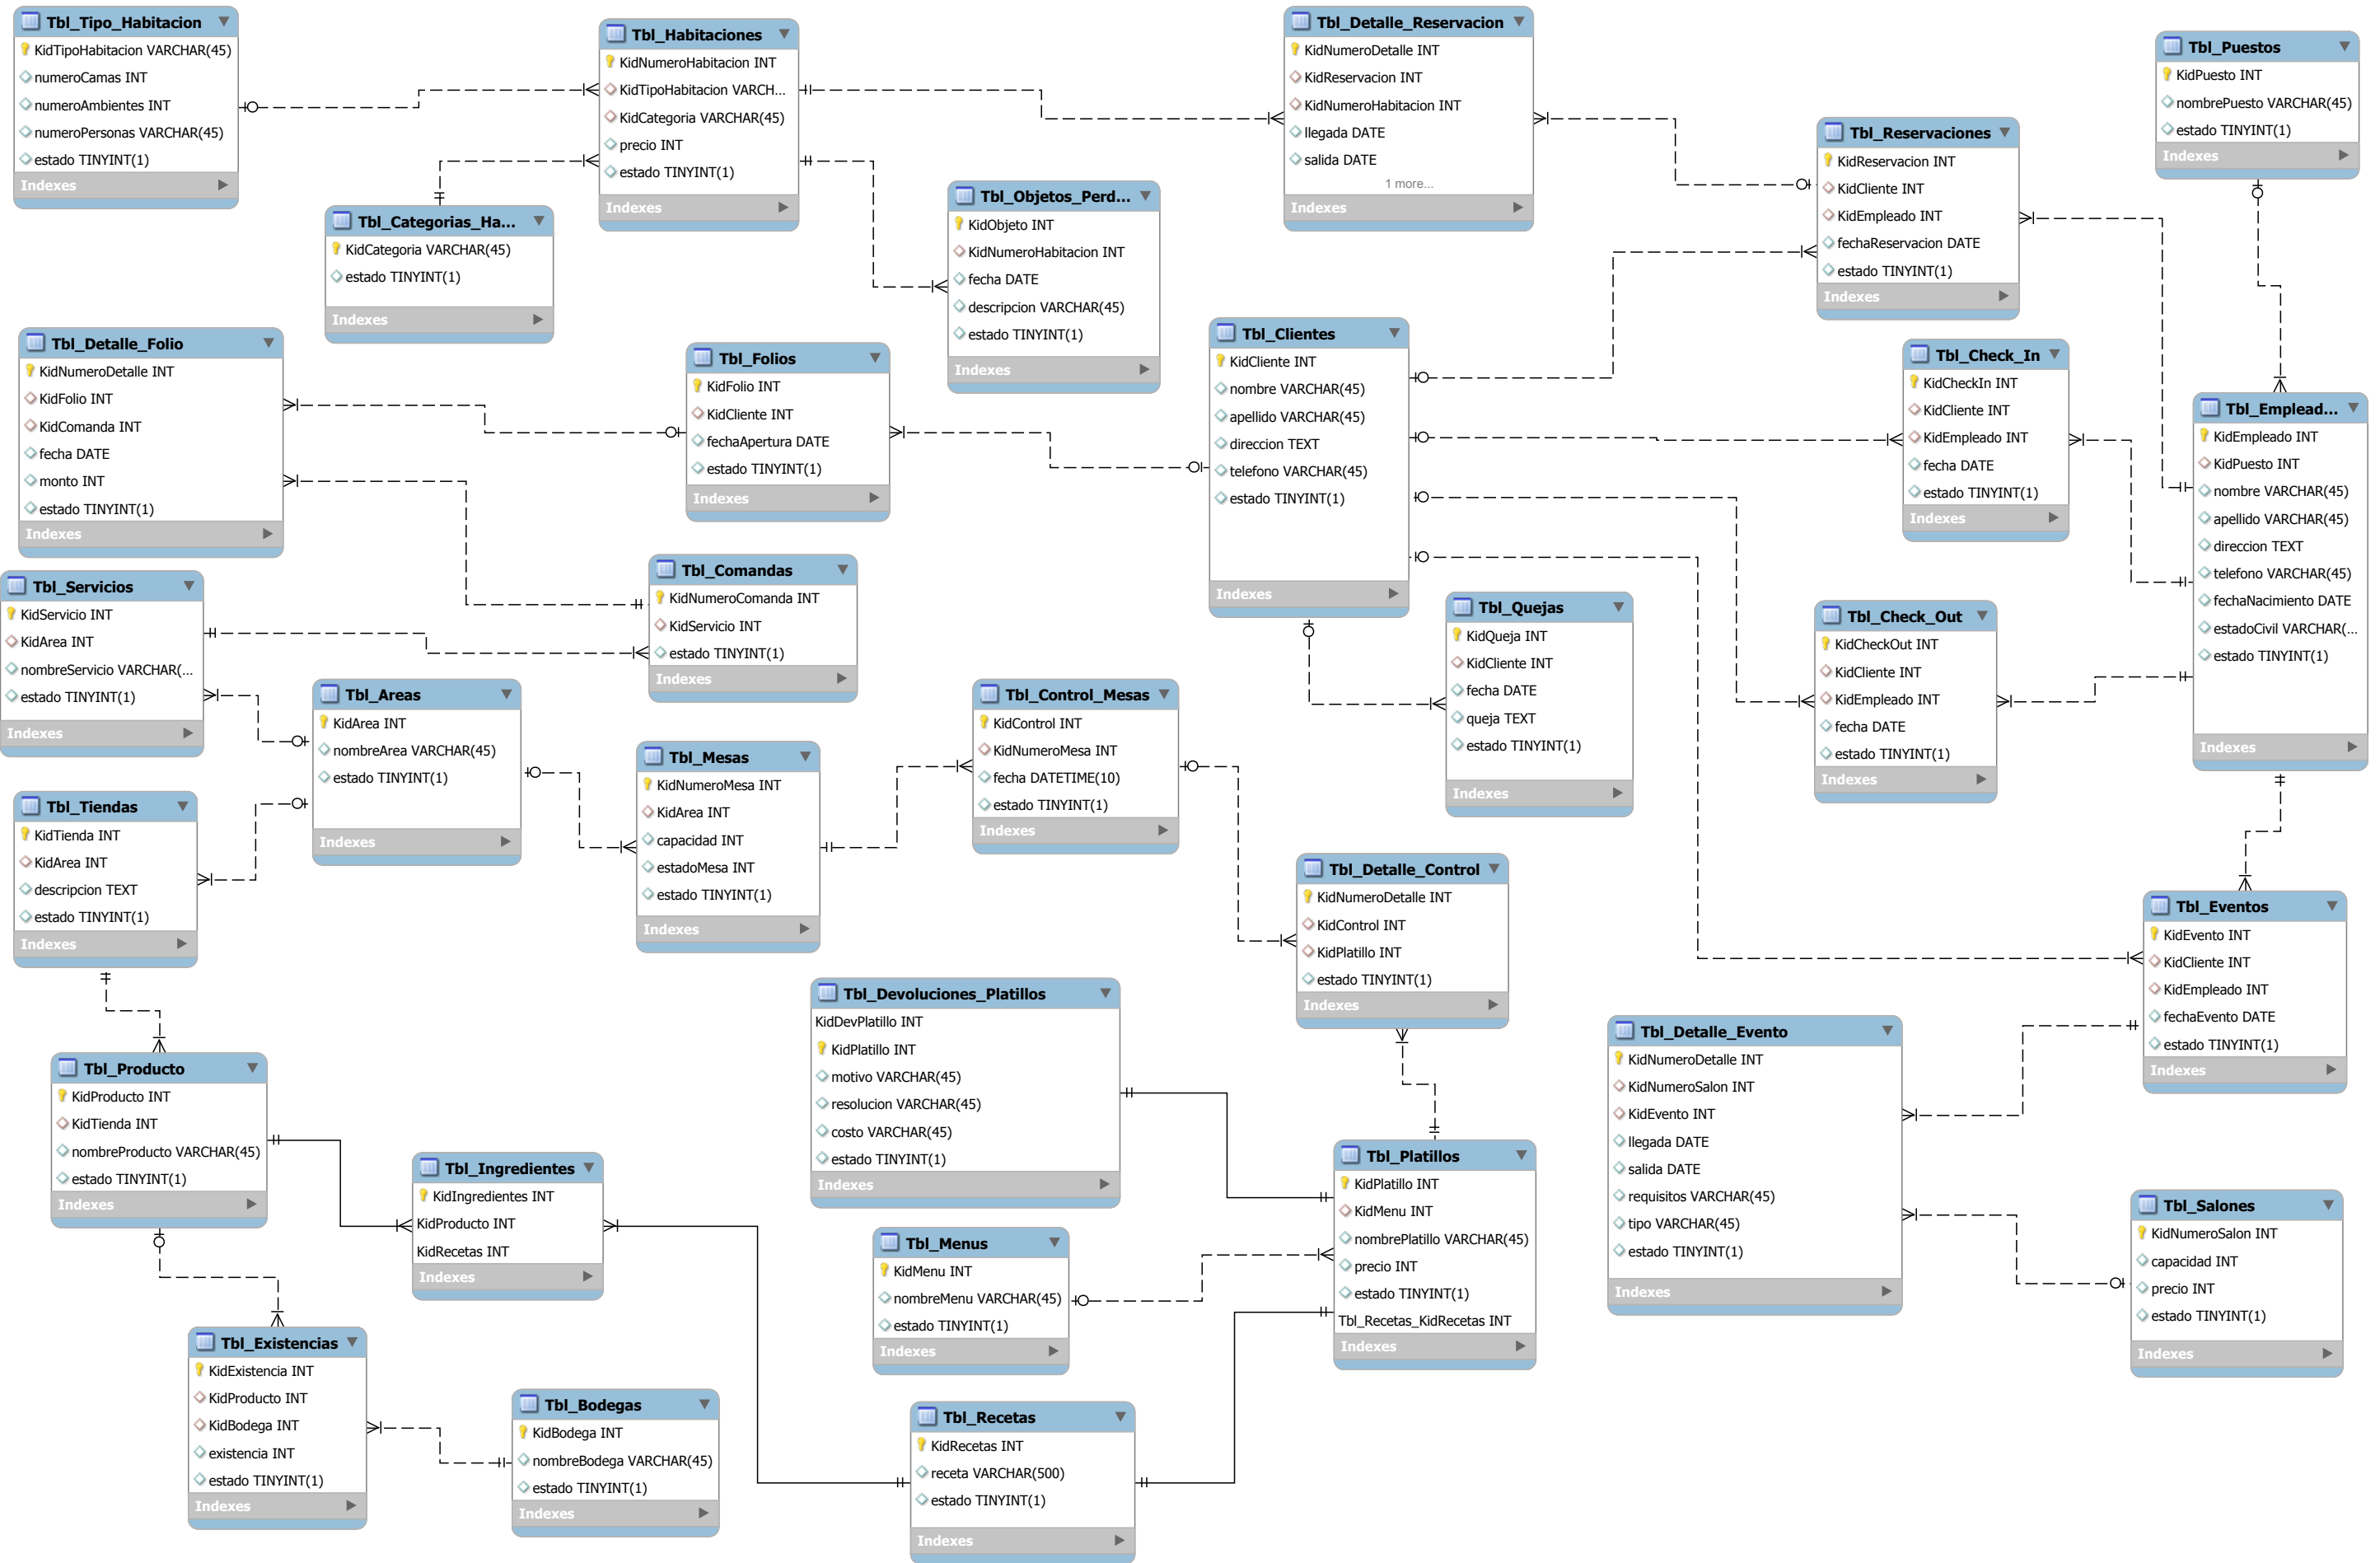 Tbl_Tipo_Habitacion
KidTipoHabitacion VARCHAR(45)
numeroCamas INT
numeroAmbientes INT
numeroPersonas VARCHAR(45)
estado TINYINT(1)
Indexes
Tbl_Habitaciones
KidNumeroHabitacion INT
KidTipoHabitacion VARCH...
KidCategoria VARCHAR(45)
precio INT
estado TINYINT(1)
Indexes
Tbl_Detalle_Reservacion
KidNumeroDetalle INT
KidReservacion INT
KidNumeroHabitacion INT
llegada DATE
salida DATE
1 more...
Indexes
Tbl_Puestos
KidPuesto INT
nombrePuesto VARCHAR(45)
estado TINYINT(1)
Indexes
Tbl_Reservaciones
KidReservacion INT
KidCliente INT
KidEmpleado INT
fechaReservacion DATE
estado TINYINT(1)
Indexes
Tbl_Categorias_Ha...
KidCategoria VARCHAR(45)
estado TINYINT(1)
Indexes
Tbl_Objetos_Perd...
KidObjeto INT
KidNumeroHabitacion INT
fecha DATE
descripcion VARCHAR(45)
estado TINYINT(1)
Indexes
Tbl_Detalle_Folio
KidNumeroDetalle INT
KidFolio INT
KidComanda INT
fecha DATE
monto INT
estado TINYINT(1)
Indexes
Tbl_Folios
KidFolio INT
KidCliente INT
fechaApertura DATE
estado TINYINT(1)
Indexes
Tbl_Clientes
KidCliente INT
nombre VARCHAR(45)
apellido VARCHAR(45)
direccion TEXT
telefono VARCHAR(45)
estado TINYINT(1)
Indexes
Tbl_Check_In
KidCheckIn INT
KidCliente INT
KidEmpleado INT
fecha DATE
estado TINYINT(1)
Indexes
Tbl_Emplead...
KidEmpleado INT
KidPuesto INT
nombre VARCHAR(45)
apellido VARCHAR(45)
direccion TEXT
telefono VARCHAR(45)
fechaNacimiento DATE
estadoCivil VARCHAR(...
estado TINYINT(1)
Indexes
Tbl_Servicios
KidServicio INT
KidArea INT
nombreServicio VARCHAR(...
estado TINYINT(1)
Indexes
Tbl_Comandas
KidNumeroComanda INT
KidServicio INT
estado TINYINT(1)
Indexes
Tbl_Quejas
KidQueja INT
KidCliente INT
fecha DATE
queja TEXT
estado TINYINT(1)
Indexes
Tbl_Check_Out
KidCheckOut INT
KidCliente INT
KidEmpleado INT
fecha DATE
estado TINYINT(1)
Indexes
Tbl_Areas
KidArea INT
nombreArea VARCHAR(45)
estado TINYINT(1)
Indexes
Tbl_Control_Mesas
KidControl INT
KidNumeroMesa INT
fecha DATETIME(10)
estado TINYINT(1)
Indexes
Tbl_Mesas
KidNumeroMesa INT
KidArea INT
capacidad INT
estadoMesa INT
estado TINYINT(1)
Indexes
Tbl_Tiendas
KidTienda INT
KidArea INT
descripcion TEXT
estado TINYINT(1)
Indexes
Tbl_Detalle_Control
KidNumeroDetalle INT
KidControl INT
KidPlatillo INT
estado TINYINT(1)
Indexes
Tbl_Eventos
KidEvento INT
KidCliente INT
KidEmpleado INT
fechaEvento DATE
estado TINYINT(1)
Indexes
Tbl_Devoluciones_Platillos
KidDevPlatillo INT
KidPlatillo INT
motivo VARCHAR(45)
resolucion VARCHAR(45)
costo VARCHAR(45)
estado TINYINT(1)
Indexes
Tbl_Detalle_Evento
KidNumeroDetalle INT
KidNumeroSalon INT
KidEvento INT
llegada DATE
salida DATE
requisitos VARCHAR(45)
tipo VARCHAR(45)
estado TINYINT(1)
Indexes
Tbl_Producto
KidProducto INT
KidTienda INT
nombreProducto VARCHAR(45)
estado TINYINT(1)
Indexes
Tbl_Ingredientes
KidIngredientes INT
KidProducto INT
KidRecetas INT
Indexes
Tbl_Platillos
KidPlatillo INT
KidMenu INT
nombrePlatillo VARCHAR(45)
precio INT
estado TINYINT(1)
Tbl_Recetas_KidRecetas INT
Indexes
Tbl_Salones
KidNumeroSalon INT
capacidad INT
precio INT
estado TINYINT(1)
Indexes
Tbl_Menus
KidMenu INT
nombreMenu VARCHAR(45)
estado TINYINT(1)
Indexes
Tbl_Existencias
KidExistencia INT
KidProducto INT
KidBodega INT
existencia INT
estado TINYINT(1)
Indexes
Tbl_Bodegas
KidBodega INT
nombreBodega VARCHAR(45)
estado TINYINT(1)
Indexes
Tbl_Recetas
KidRecetas INT
receta VARCHAR(500)
estado TINYINT(1)
Indexes